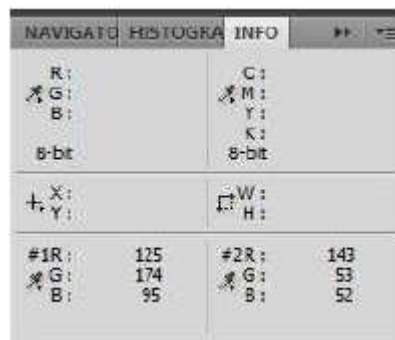 NAVIGATO HISTOGRA INFO
R: C:
G: M:
B: Y:
K:
8-bit 8-bit
X: W:
Y: H:
#1R: 125 #2R: 143
G: 174 G: 53
B: 95 B: 52